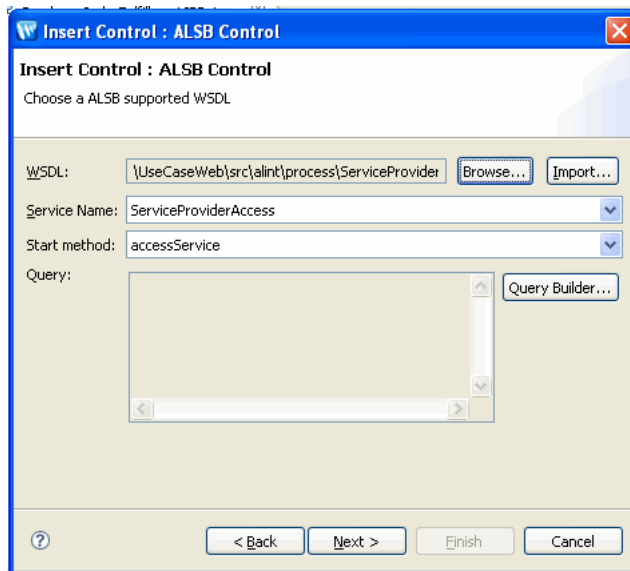 Insert Control : ALSB Control
Insert Control : ALSB Control
Choose a ALSB supported WSDL
WSDL: \UseCaseWeb\src\alint\process\ServiceProvider Browse... Import...
Service Name: ServiceProviderAccess
Start method: accessService
Query: Query Builder...
? < Back Next > Finish Cancel